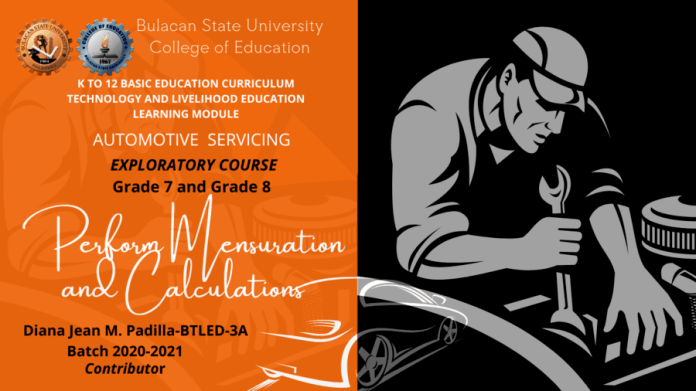 Bulacan State University
College of Education
K TO 12 BASIC EDUCATION CURRICULUM
TECHNOLOGY AND LIVELIHOOD EDUCATION
LEARNING MODULE
AUTOMOTIVE SERVICING
EXPLORATORY COURSE
Grade 7 and Grade 8
Perform Mensuration
and Calculations
Diana Jean M. Padilla-BTLED-3A
Batch 2020-2021
Contributor